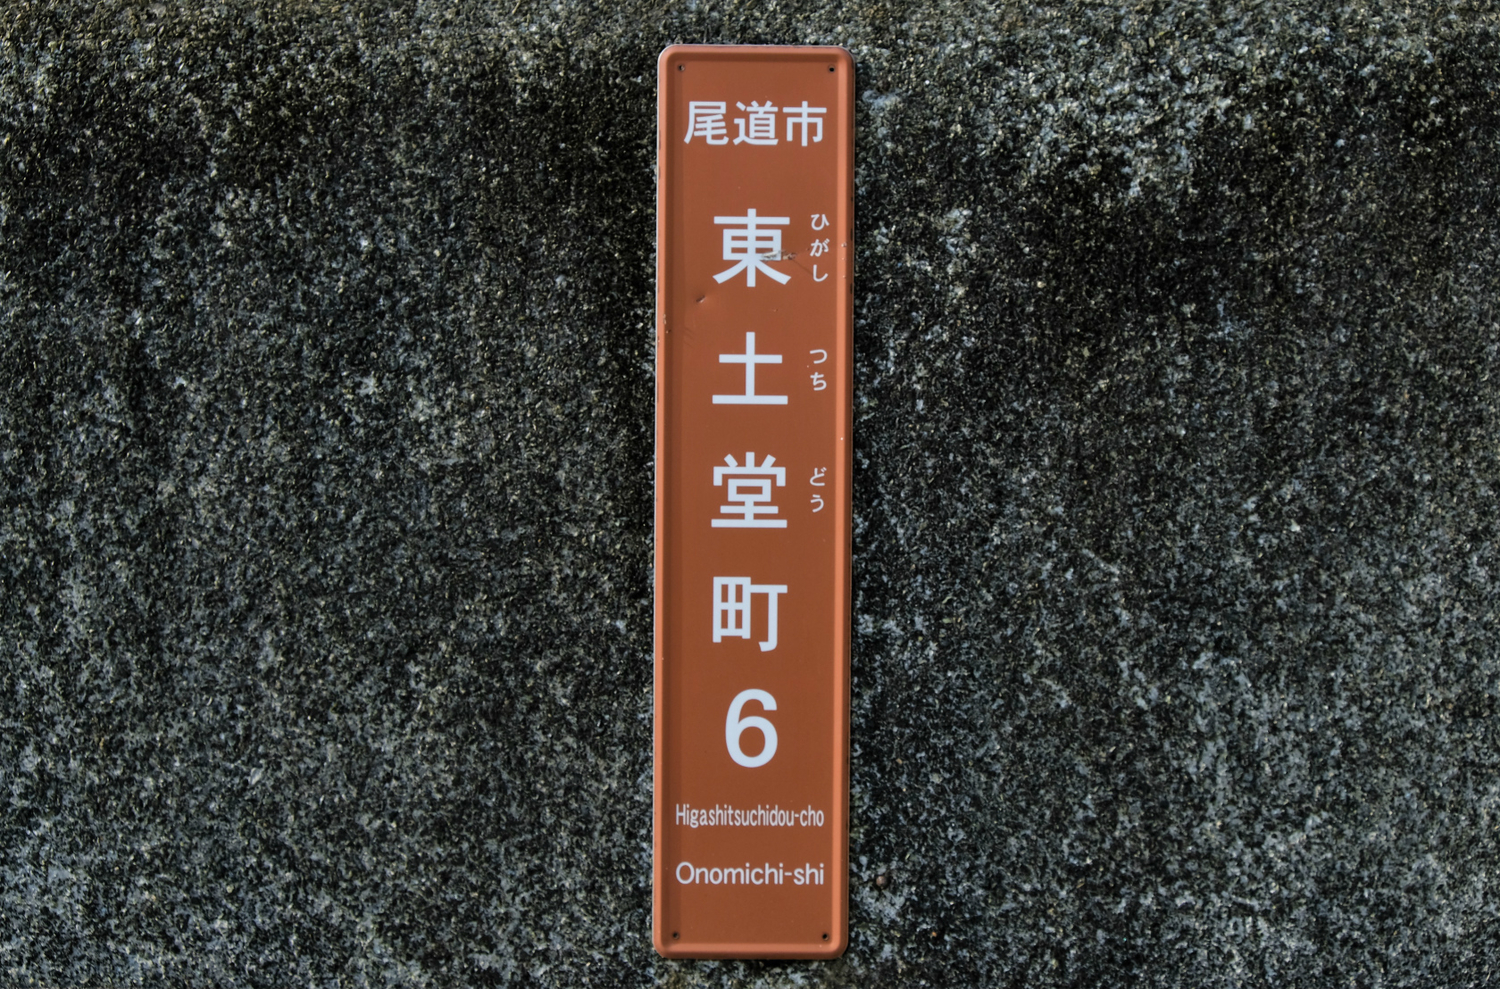 尾道市
東土堂町6
ひがし
つち
どう
Higashitsuchidou-cho
Onomichi-shi